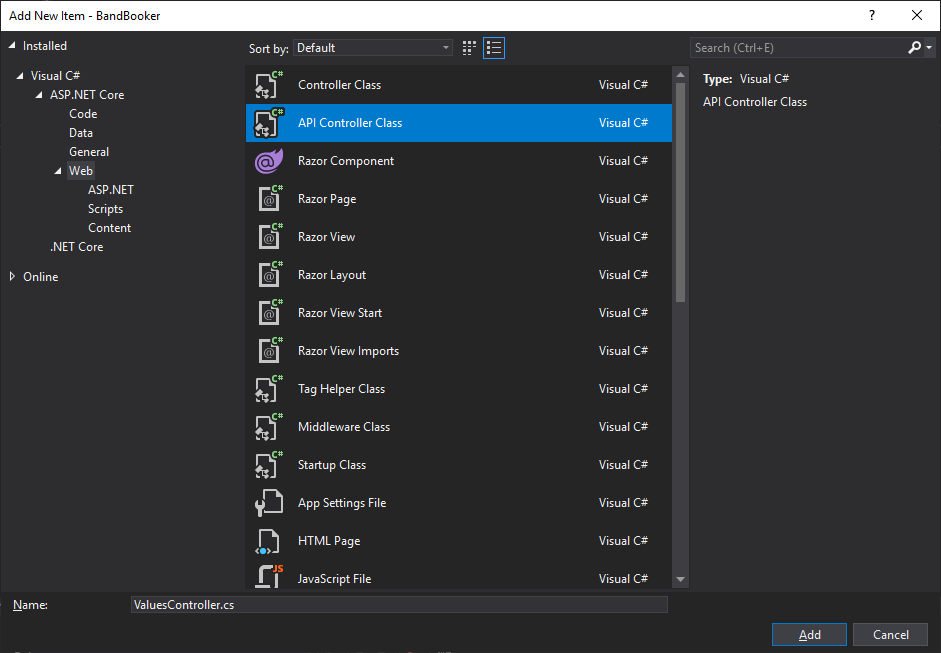 Add New Item - BandBooker
?
Installed
Visual C#
ASP.NET Core
Code
Data
General
Web
ASP.NET
Scripts
Content
.NET Core
Online
Sort by: Default
C# Controller Class Visual C#
C# API Controller Class Visual C#
@ Razor Component Visual C#
C# @ Razor Page Visual C#
C# @ Razor View Visual C#
C# @ Razor Layout Visual C#
C# @ Razor View Start Visual C#
C# @ Razor View Imports Visual C#
C# Tag Helper Class Visual C#
C# Middleware Class Visual C#
C# Startup Class Visual C#
App Settings File Visual C#
HTML Page Visual C#
JS JavaScript File Visual C#
Search (Ctrl+E)
Type: Visual C#
API Controller Class
Name: ValuesController.cs
Add Cancel